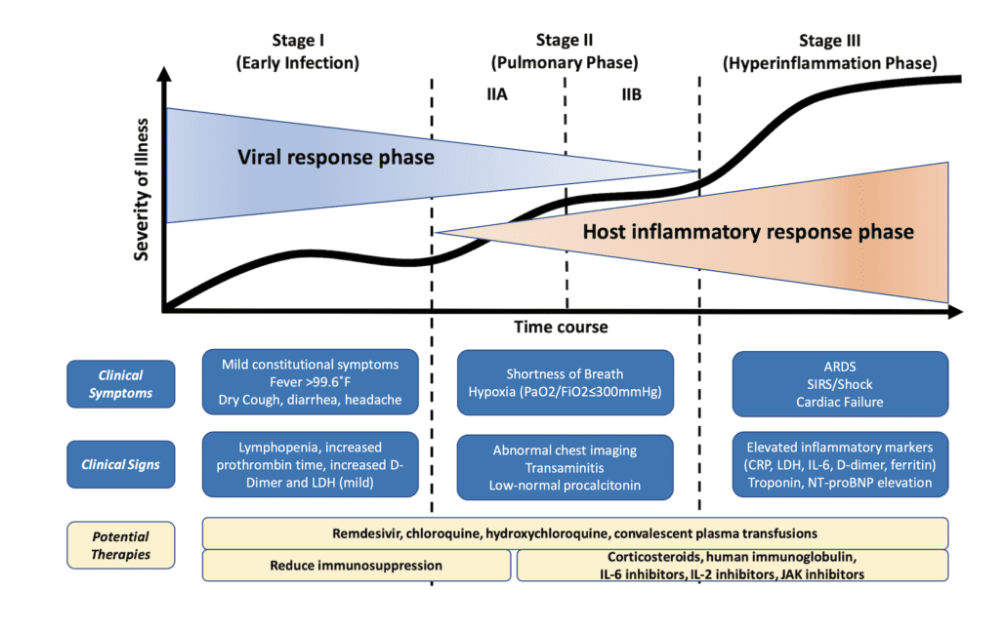 Stage I
(Early Infection)
Stage II
(Pulmonary Phase)
Stage III
(Hyperinflammation Phase)
IIA
IIB
Severity of Illness
Viral response phase
Host inflammatory response phase
Time course
Clinical
Symptoms
Mild constitutional symptoms
Fever >99.6˚F
Dry Cough, diarrhea, headache
Shortness of Breath
Hypoxia (PaO2/FiO2≤300mmHg)
ARDS
SIRS/Shock
Cardiac Failure
Clinical Signs
Lymphopenia, increased
prothrombin time, increased D-
Dimer and LDH (mild)
Abnormal chest imaging
Transaminitis
Low-normal procalcitonin
Elevated inflammatory markers
(CRP, LDH, IL-6, D-dimer, ferritin)
Troponin, NT-proBNP elevation
Potential
Therapies
Remdesivir, chloroquine, hydroxychloroquine, convalescent plasma transfusions
Reduce immunosuppression
Corticosteroids, human immunoglobulin,
IL-6 inhibitors, IL-2 inhibitors, JAK inhibitors